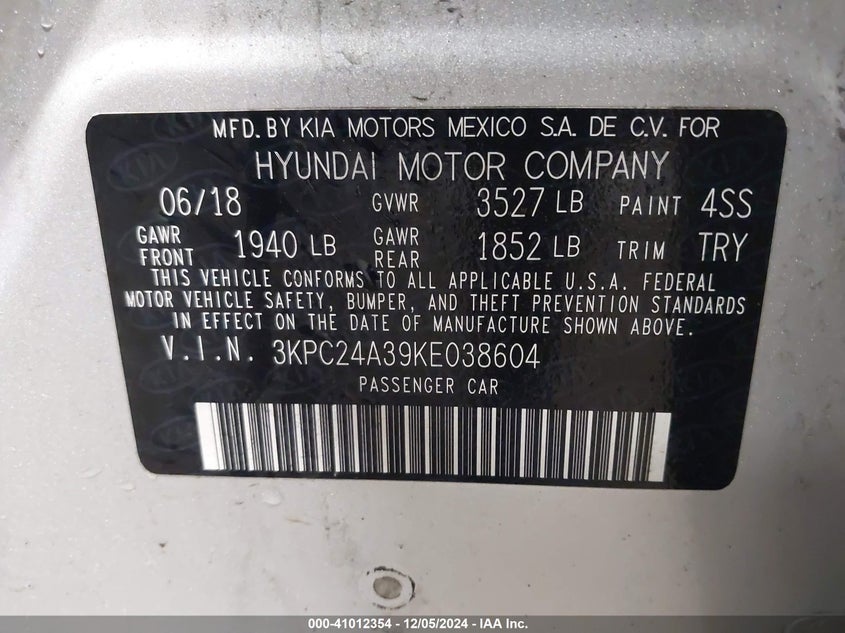 MFD. BY KIA MOTORS MEXICO S.A. DE C.V. FOR
HYUNDAI MOTOR COMPANY
06/18 GVWR 3527 LB PAINT 4SS
GAWR FRONT 1940 LB GAWR REAR 1852 LB TRIM TRY
THIS VEHICLE CONFORMS TO ALL APPLICABLE U.S.A. FEDERAL
MOTOR VEHICLE SAFETY, BUMPER, AND THEFT PREVENTION STANDARDS
IN EFFECT ON THE DATE OF MANUFACTURE SHOWN ABOVE.
V.I.N. 3KPC24A39KE038604
PASSENGER CAR
000-41012354 - 12/05/2024 - IAA Inc.